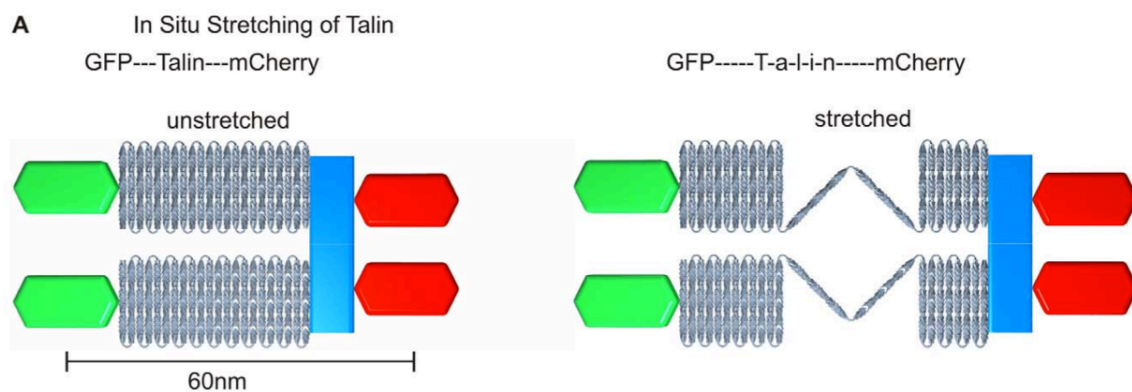 A
In Situ Stretching of Talin
GFP---Talin---mCherry
GFP-----T-a-l-i-n-----mCherry
unstretched
stretched
60nm